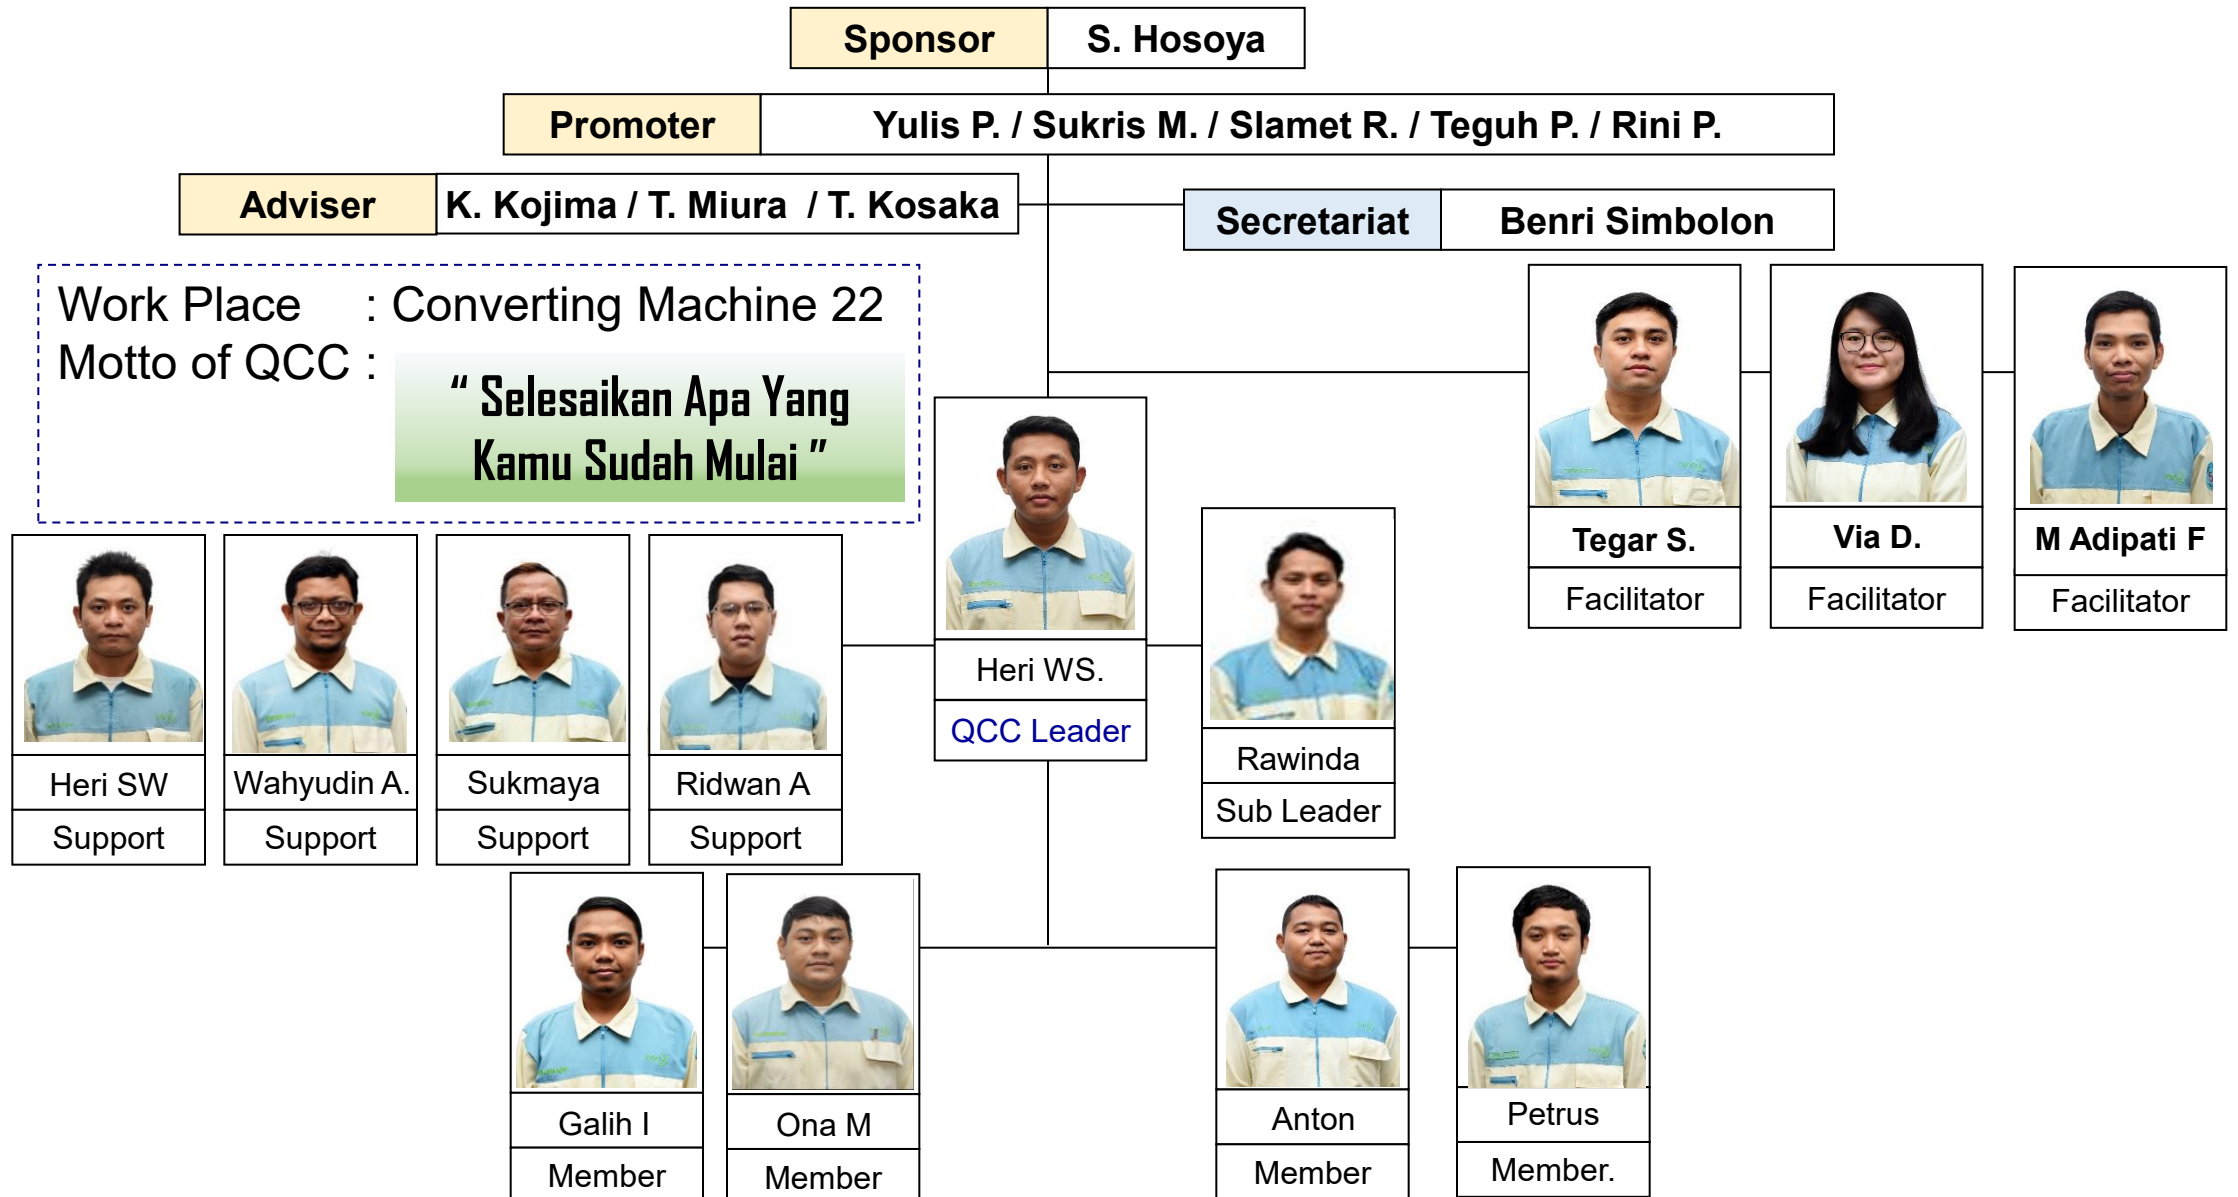 Sponsor S. Hosoya
Promoter Yulis P. / Sukris M. / Slamet R. / Teguh P. / Rini P.
Adviser K. Kojima / T. Miura / T. Kosaka
Secretariat Benri Simbolon
Work Place : Converting Machine 22
Motto of QCC :
“ Selesaikan Apa Yang
Kamu Sudah Mulai ”
Tegar S.
Facilitator
Via D.
Facilitator
M Adipati F
Facilitator
Heri WS.
QCC Leader
Rawinda
Sub Leader
Heri SW
Support
Wahyudin A.
Support
Sukmaya
Support
Ridwan A
Support
Galih I
Member
Ona M
Member
Anton
Member
Petrus
Member.